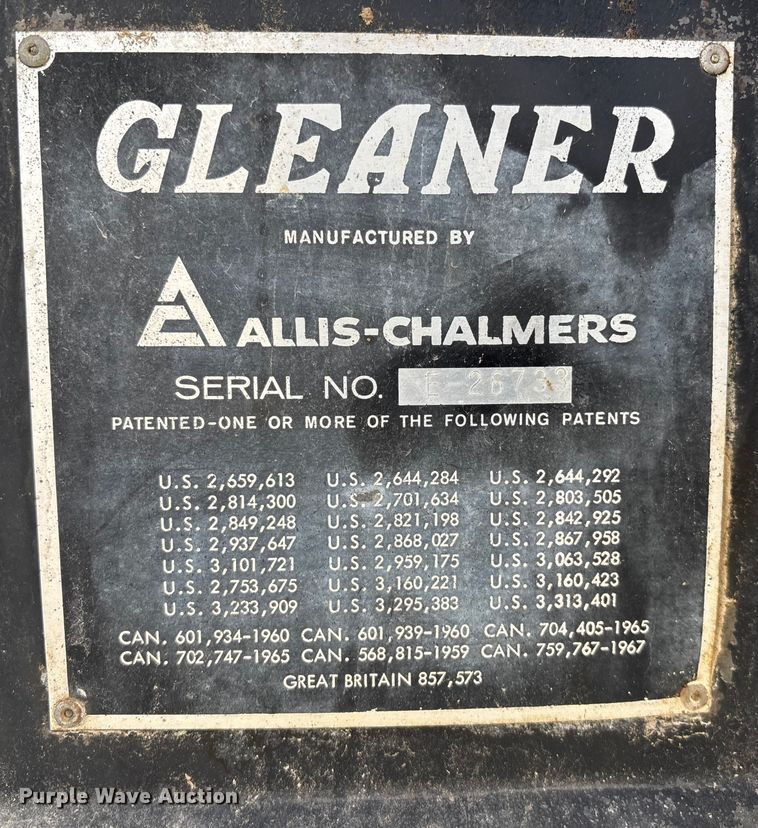 GLEANER
MANUFACTURED BY
ALLIS-CHALMERS
SERIAL NO. E 26733
PATENTED-ONE OR MORE OF THE FOLLOWING PATENTS
U.S. 2,659,613 U.S. 2,644,284 U.S. 2,644,292
U.S. 2,814,300 U.S. 2,701,634 U.S. 2,803,505
U.S. 2,849,248 U.S. 2,821,198 U.S. 2,842,925
U.S. 2,937,647 U.S. 2,868,027 U.S. 2,867,958
U.S. 3,101,721 U.S. 2,959,175 U.S. 3,063,528
U.S. 2,753,675 U.S. 3,160,221 U.S. 3,160,423
U.S. 3,233,909 U.S. 3,295,383 U.S. 3,313,401
CAN. 601,934-1960 CAN. 601,939-1960 CAN. 704,405-1965
CAN. 702,747-1965 CAN. 568,815-1959 CAN. 759,767-1967
GREAT BRITAIN 857,573
Purple Wave Auction